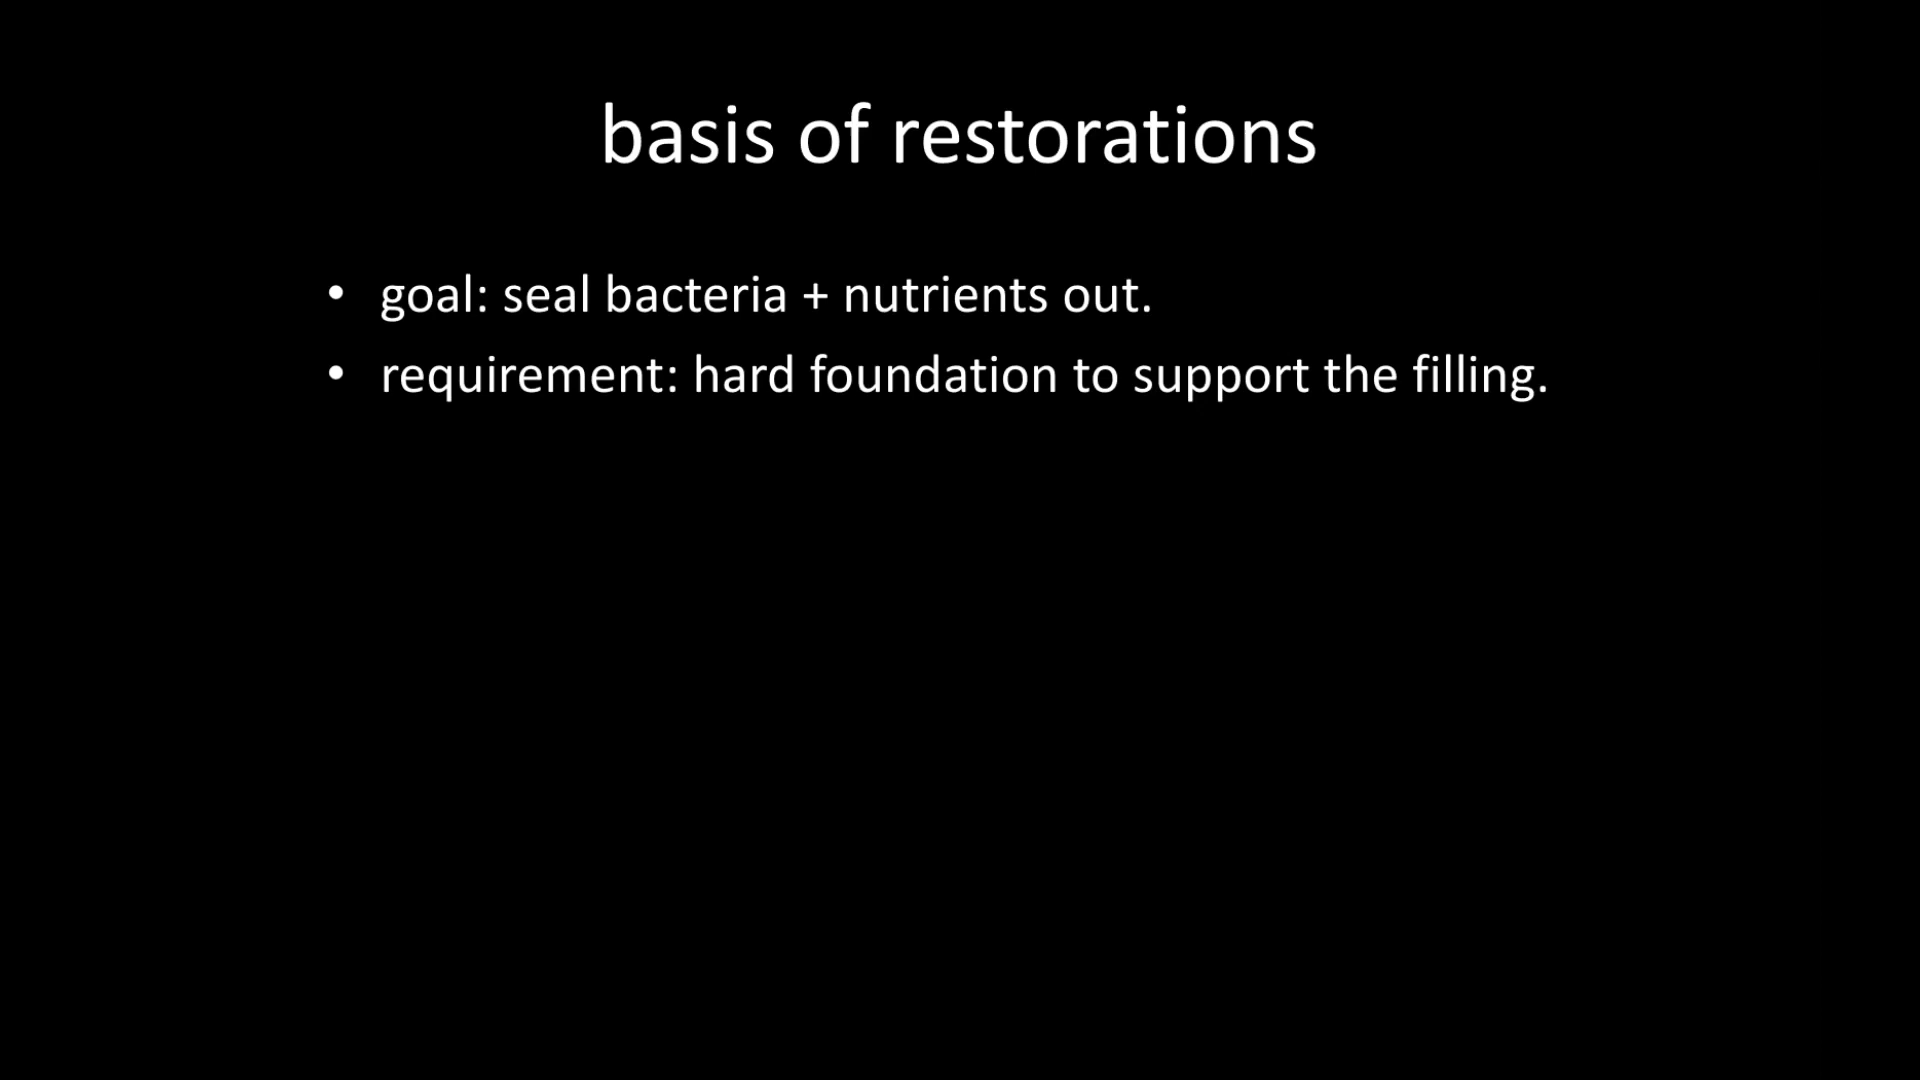 basis of restorations
• goal: seal bacteria + nutrients out.
• requirement: hard foundation to support the filling.